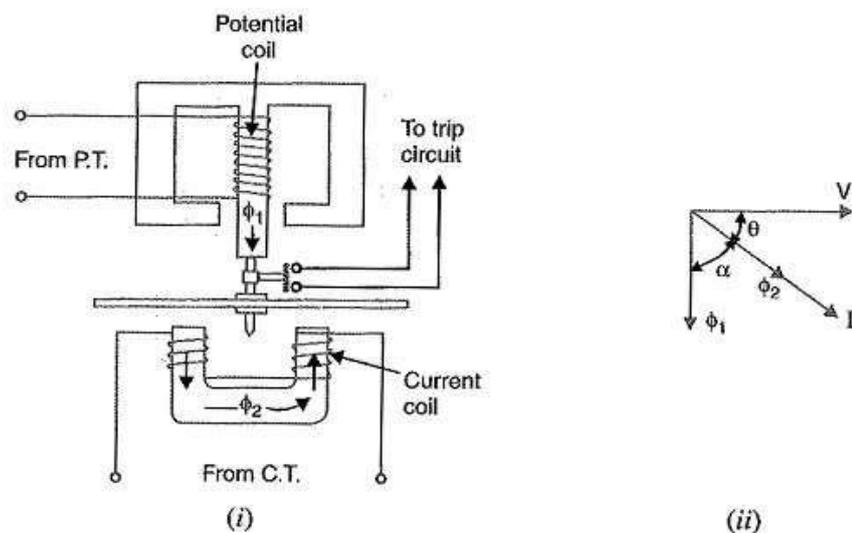 Potential
coil
To trip
circuit
From P.T.
ϕ₁
ϕ₂
Current
coil
From C.T.
(i)
V
θ
α
ϕ₂
I
ϕ₁
(ii)